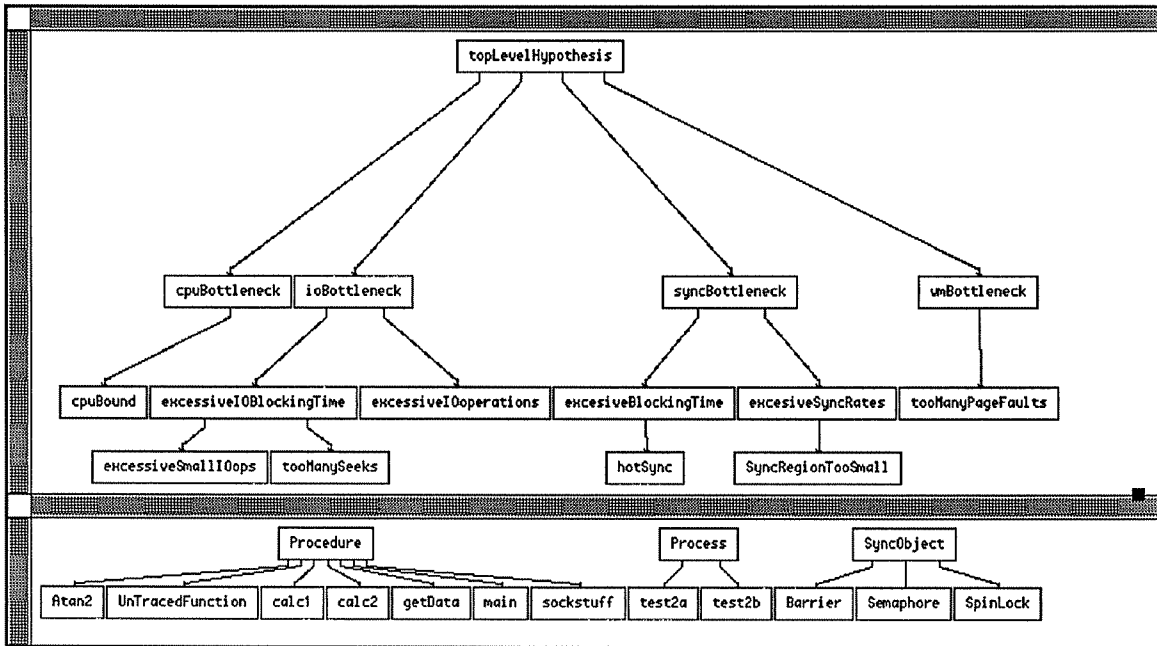 topLevelHypothesis
cpuBottleneck ioBottleneck syncBottleneck vmBottleneck
cpuBound excessiveIOBlockingTime excessiveIOoperations excesiveBlockingTime excesiveSyncRates tooManyPageFaults
excessiveSmallIOops tooManySeeks hotSync SyncRegionTooSmall
Procedure Process SyncObject
Atan2 UnTracedFunction calc1 calc2 getData main sockstuff test2a test2b Barrier Semaphore SpinLock